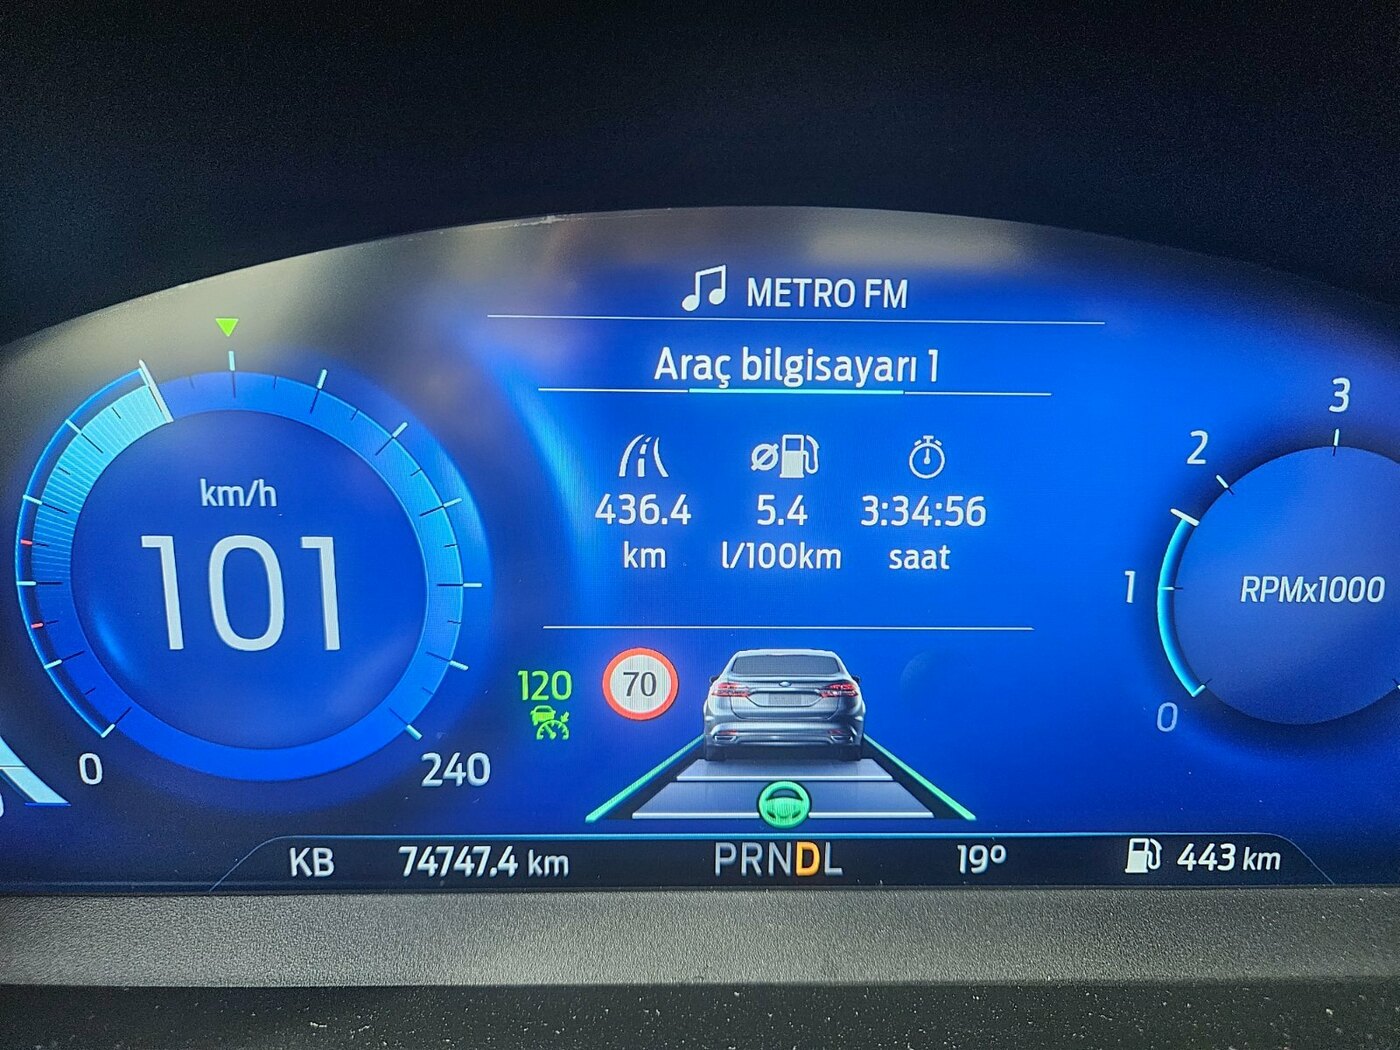 METRO FM
Araç bilgisayarı 1
436.4 5.4 3:34:56
km l/100km saat
km/h
101
0 240
120 70
3
2
1
0
RPMx1000
KB 74747.4 km PRNDL 19° 443 km